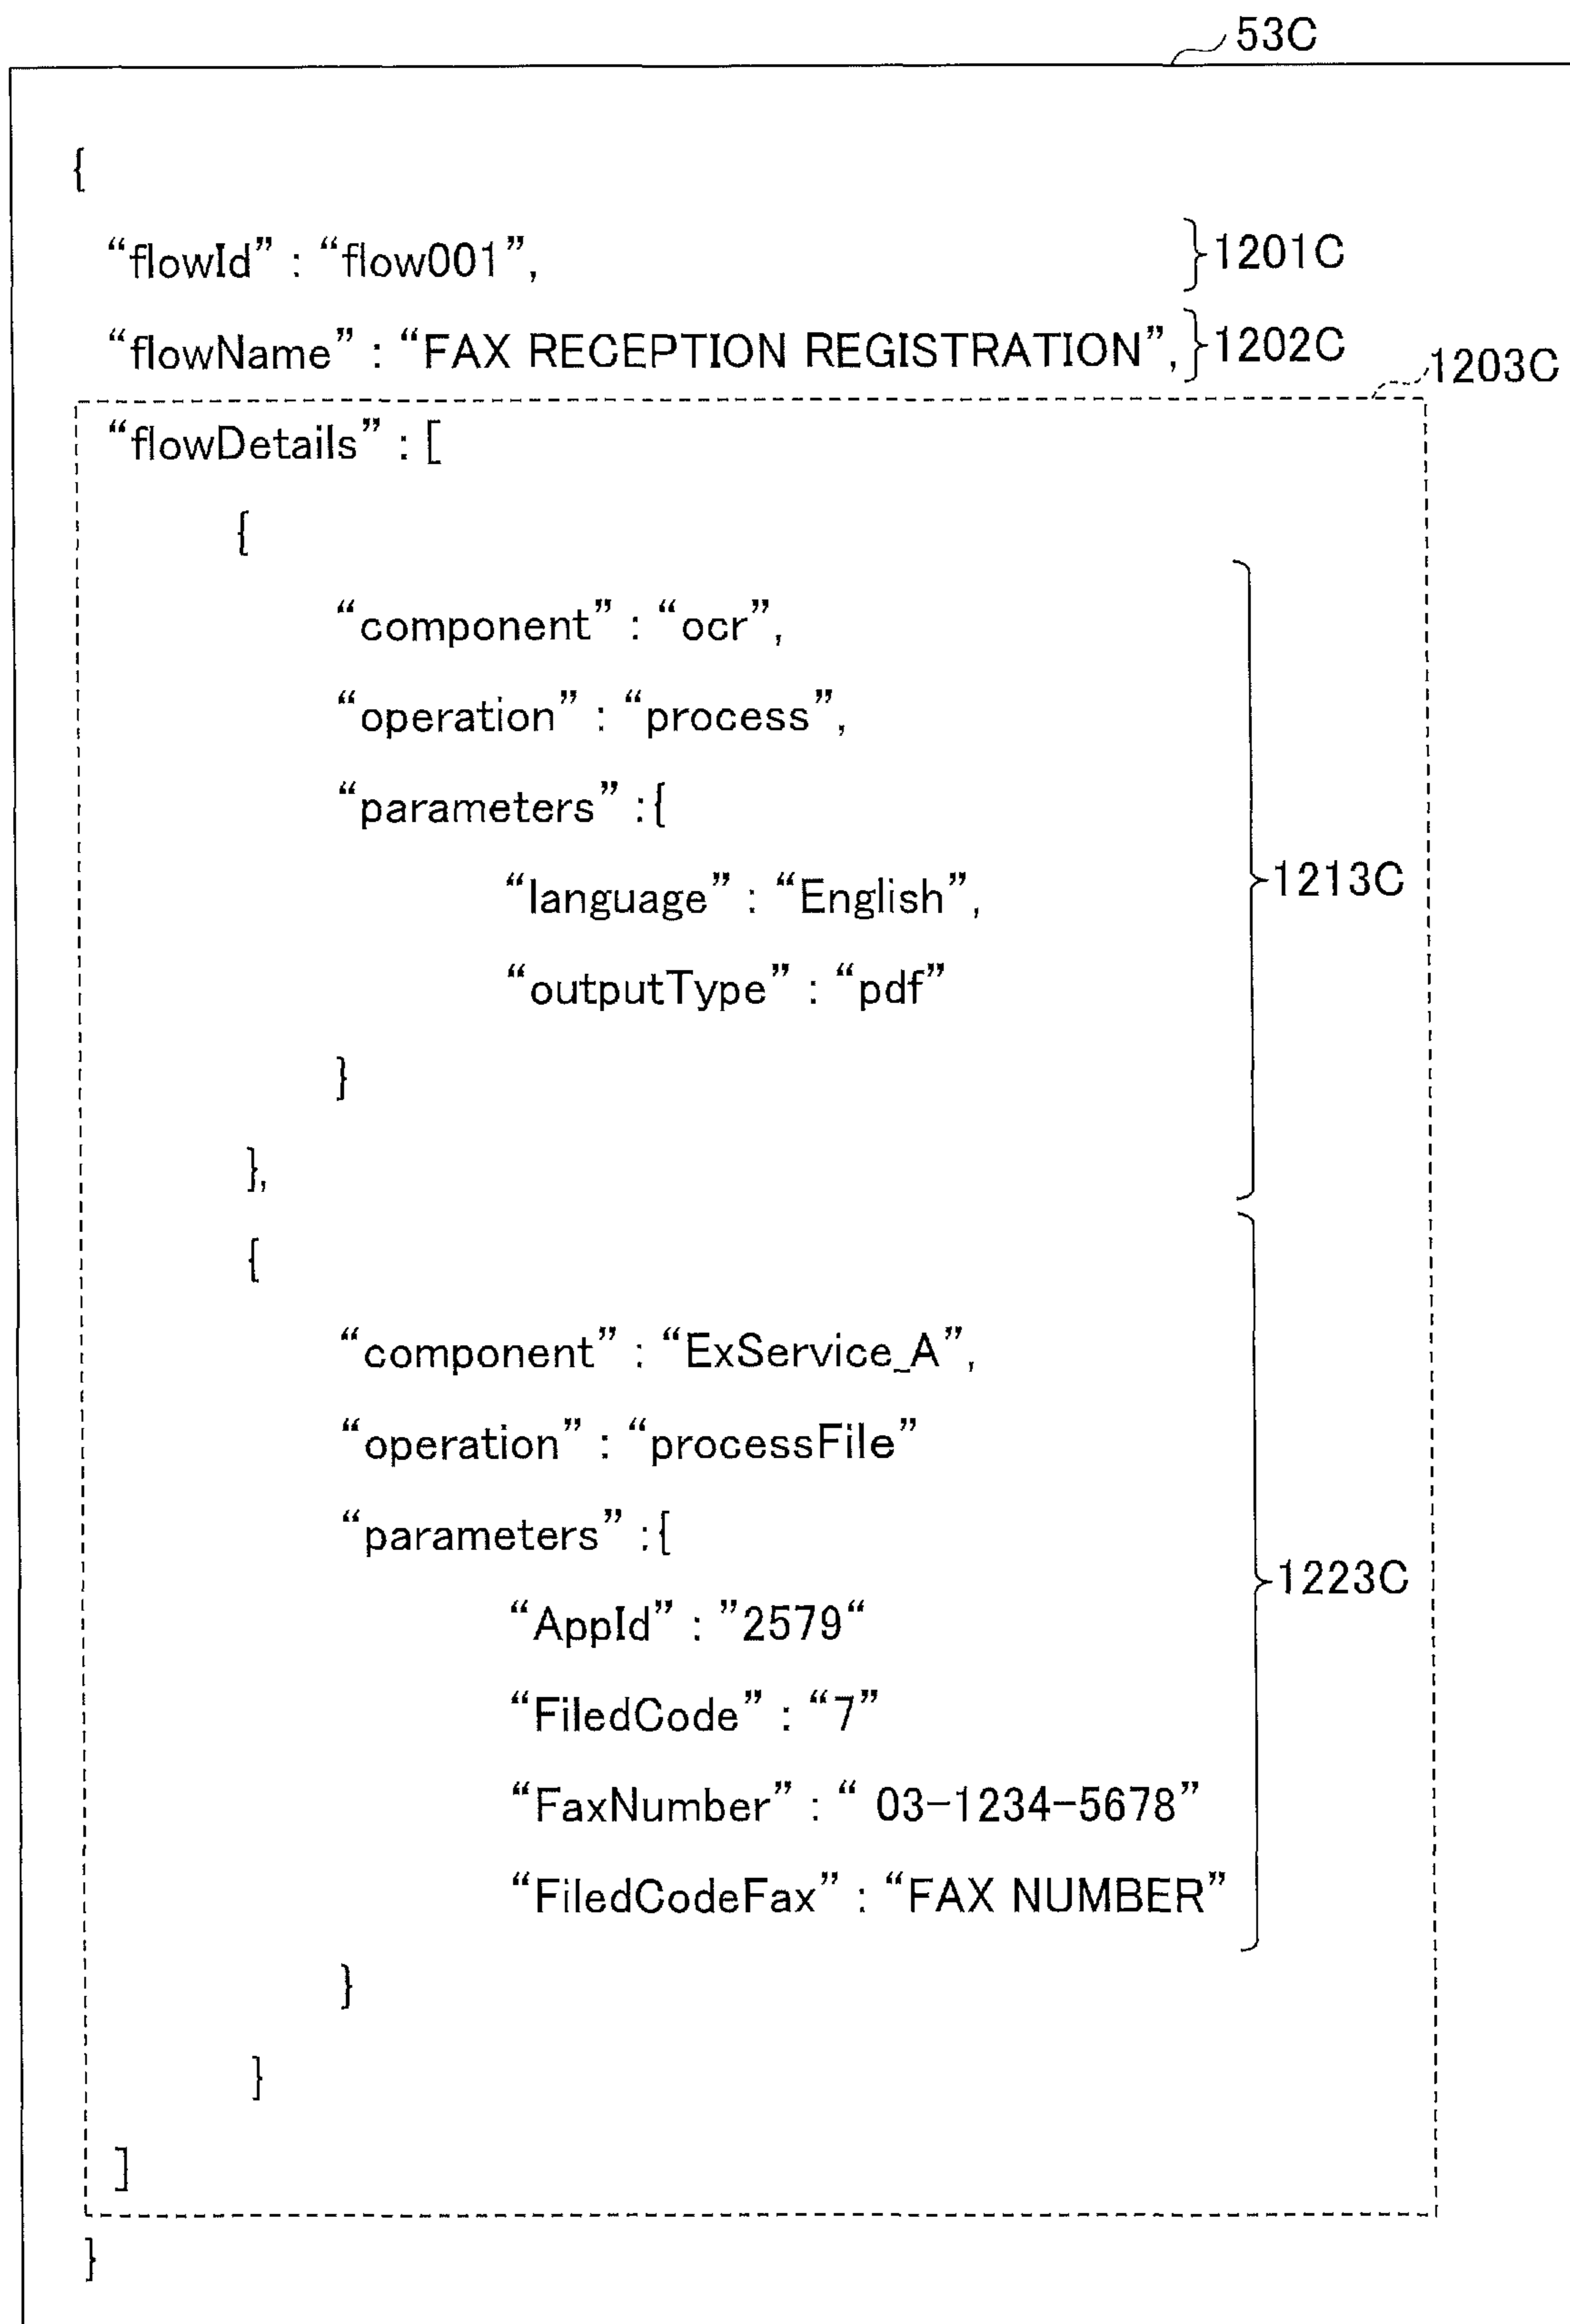 53C
{
“flowId” : “flow001”, }1201C
“flowName” : “FAX RECEPTION REGISTRATION”, }1202C
1203C
“flowDetails” : [
{
“component” : “ocr”,
“operation” : “process”,
“parameters” :{
1213C
“language” : “English”,
“outputType” : “pdf”
}
},
{
“component” : “ExService_A”,
“operation” : “processFile”
“parameters” :{
1223C
“AppId” : ”2579“
“FiledCode” : “7”
“FaxNumber” : “ 03-1234-5678”
“FiledCodeFax” : “FAX NUMBER”
}
}
]
}